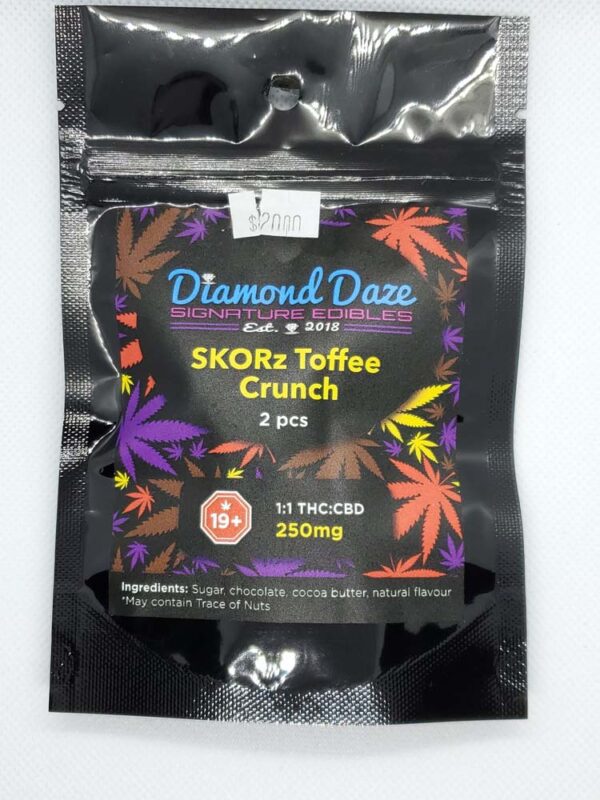 $20.00
Diamond Daze
SIGNATURE EDIBLES
Est. 2018
SKORz Toffee
Crunch
2 pcs
19+
1:1 THC:CBD
250mg
Ingredients: Sugar, chocolate, cocoa butter, natural flavour
*May contain Trace of Nuts